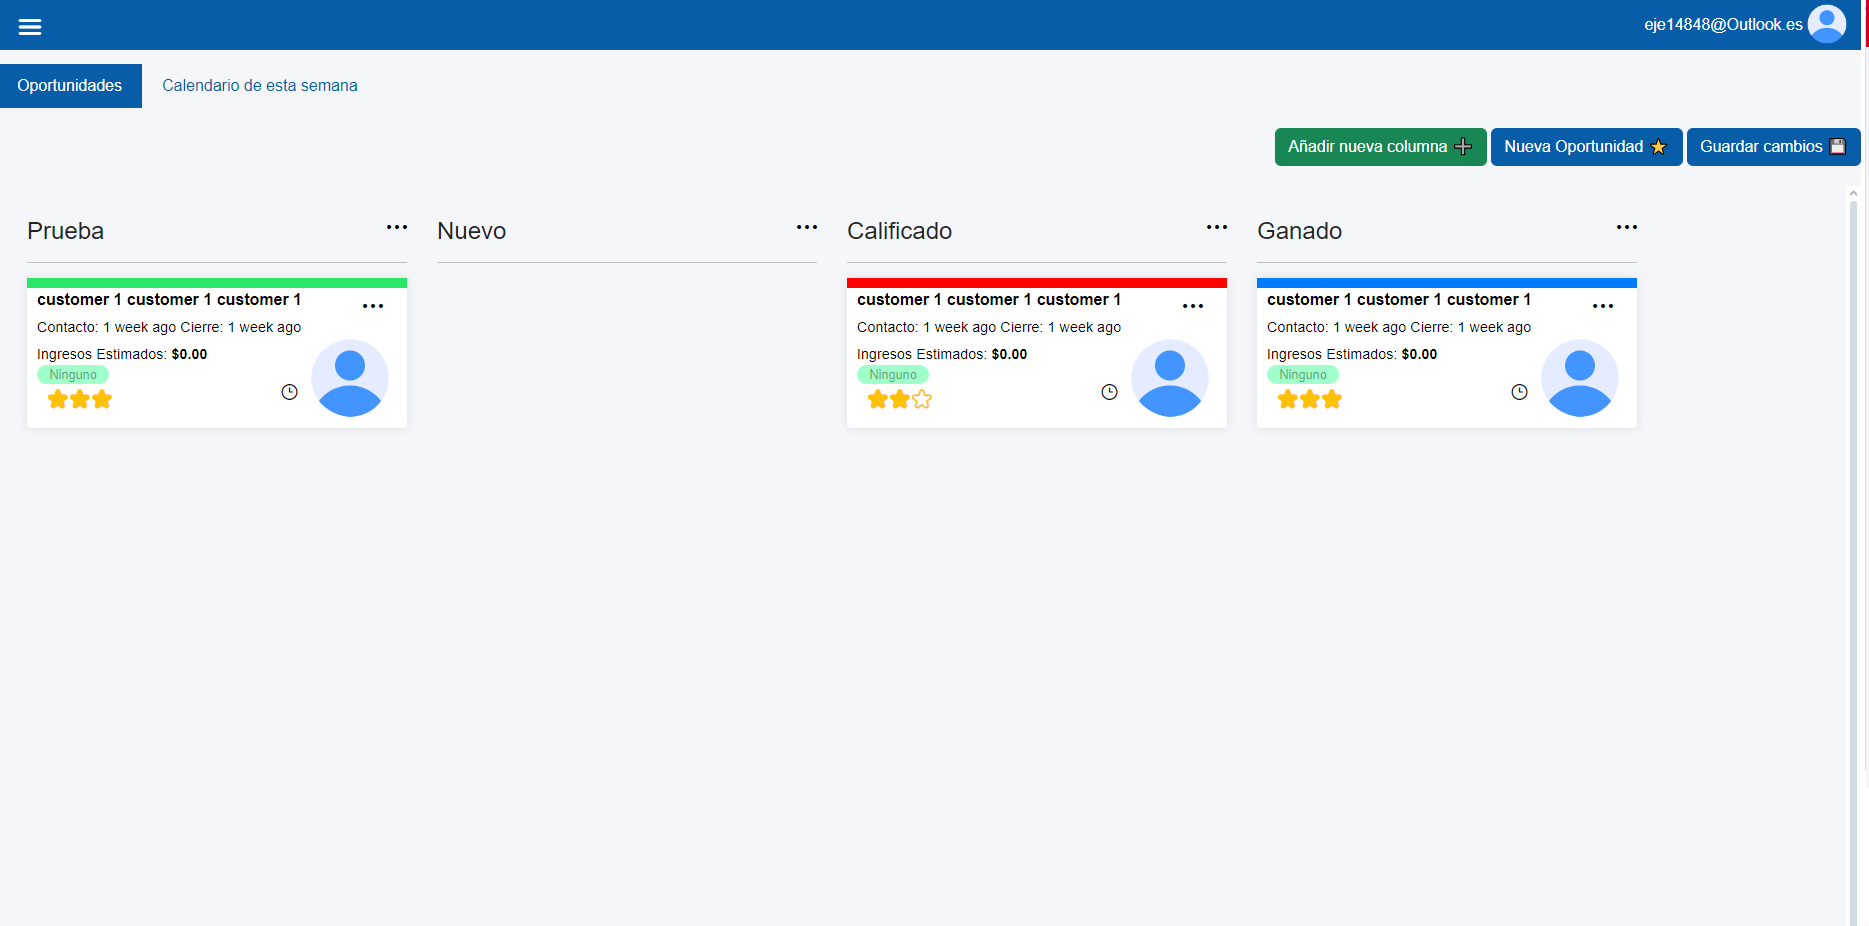 eje14848@Outlook.es
Oportunidades
Calendario de esta semana
Añadir nueva columna
Nueva Oportunidad
Guardar cambios
Prueba
Nuevo
Calificado
Ganado
customer 1 customer 1 customer 1
Contacto: 1 week ago Cierre: 1 week ago
Ingresos Estimados: $0.00
Ninguno
customer 1 customer 1 customer 1
Contacto: 1 week ago Cierre: 1 week ago
Ingresos Estimados: $0.00
Ninguno
customer 1 customer 1 customer 1
Contacto: 1 week ago Cierre: 1 week ago
Ingresos Estimados: $0.00
Ninguno